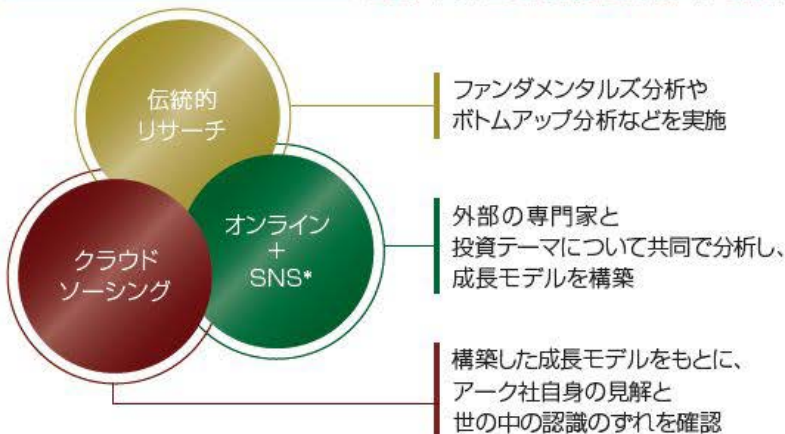 伝統的
リサーチ
ファンダメンタルズ分析や
ボトムアップ分析などを実施
オンライン
+
SNS*
外部の専門家と
投資テーマについて共同で分析し、
成長モデルを構築
クラウド
ソーシング
構築した成長モデルをもとに、
アーク社自身の見解と
世の中の認識のずれを確認